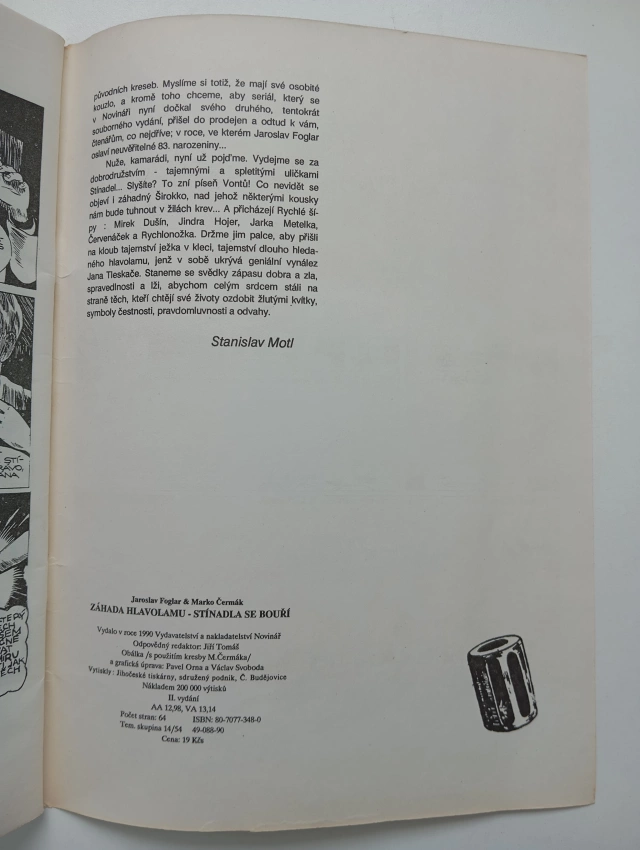 původních kreseb. Myslíme si totiž, že mají své osobité
kouzlo, a kromě toho chceme, aby seriál, který se
v Novináři nyní dočkal svého druhého, tentokrát
souborného vydání, přišel do prodejen a odtud k vám,
čtenářům, co nejdříve; v roce, ve kterém Jaroslav Foglar
oslaví neuvěřitelné 83. narozeniny...
Nuže, kamarádi, nyní už pojďme. Vydejme se za
dobrodružstvím - tajemnými a spletitými uličkami
Stínadel... Slyšíte? To zní píseň Vontů! Co nevidět se
objeví i záhadný Širokko, nad jehož některými kousky
nám bude tuhnout v žilách krev... A přicházejí Rychlé ší-
py : Mirek Dušín, Jindra Hojer, Jarka Metelka,
Červenáček a Rychlonožka. Držme jim palce, aby přišli
na kloub tajemství ježka v kleci, tajemství dlouho hleda-
ného hlavolamu, jenž v sobě ukrývá geniální vynález
Jana Tleskače. Staneme se svědky zápasu dobra a zla,
spravedlnosti a lži, abychom celým srdcem stáli na
straně těch, kteří chtějí své životy ozdobit žlutými kvítky,
symboly čestnosti, pravdomluvnosti a odvahy.
Stanislav Motl
Jaroslav Foglar & Marko Čermák
ZÁHADA HLAVOLAMU - STÍNADLA SE BOUŘÍ
Vydalo v roce 1990 Vydavatelství a nakladatelství Novinář
Odpovědný redaktor: Jiří Tomáš
Obálka /s použitím kresby M.Čermáka/
a grafická úprava: Pavel Orsa a Václav Svoboda
Vytiskly: Jihočeské tiskárny, sdružený podnik, Č. Budějovice
Nákladem 200 000 výtisků
II. vydání
AA 12,98, VA 13,14
Počet stran: 64 ISBN: 80-7077-348-0
Tem. skupina 14/54 49-088-90
Cena: 19 Kčs